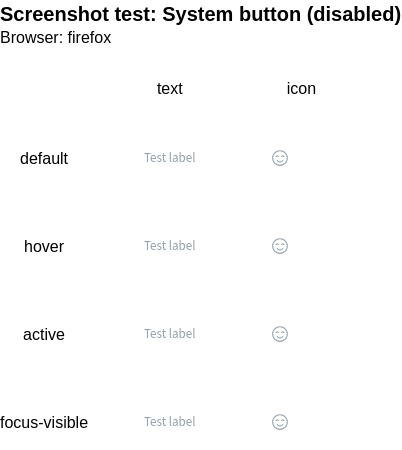 Screenshot test: System button (disabled)
Browser: firefox
text icon
default Test label
hover Test label
active Test label
focus-visible Test label